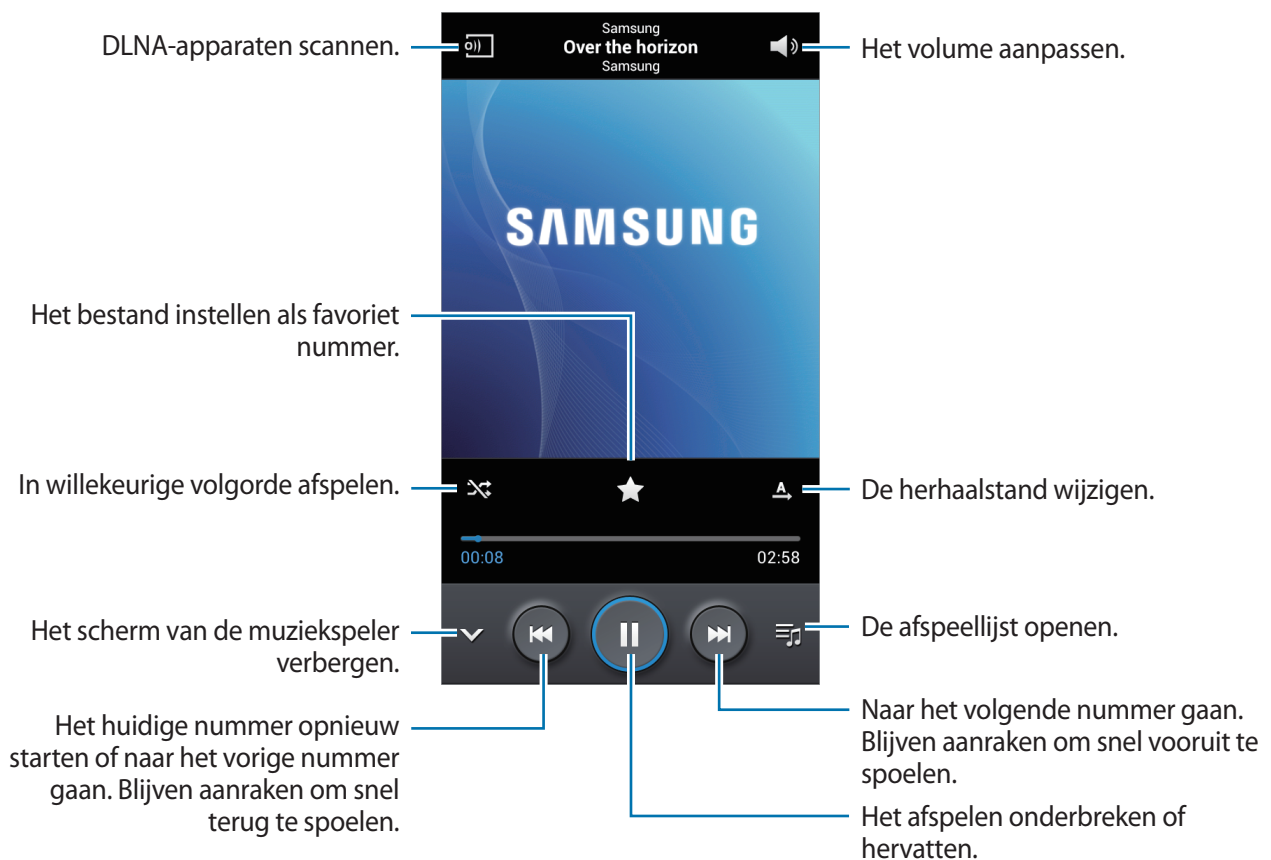 DLNA-apparaten scannen.
Samsung
Over the horizon
Samsung
Het volume aanpassen.
SAMSUNG
Het bestand instellen als favoriet
nummer.
In willekeurige volgorde afspelen.
A
De herhaalstand wijzigen.
00:08
02:58
Het scherm van de muziekspeler
verbergen.
De afspeellijst openen.
Het huidige nummer opnieuw
starten of naar het vorige nummer
gaan. Blijven aanraken om snel
terug te spoelen.
Naar het volgende nummer gaan.
Blijven aanraken om snel vooruit te
spoelen.
Het afspelen onderbreken of
hervatten.